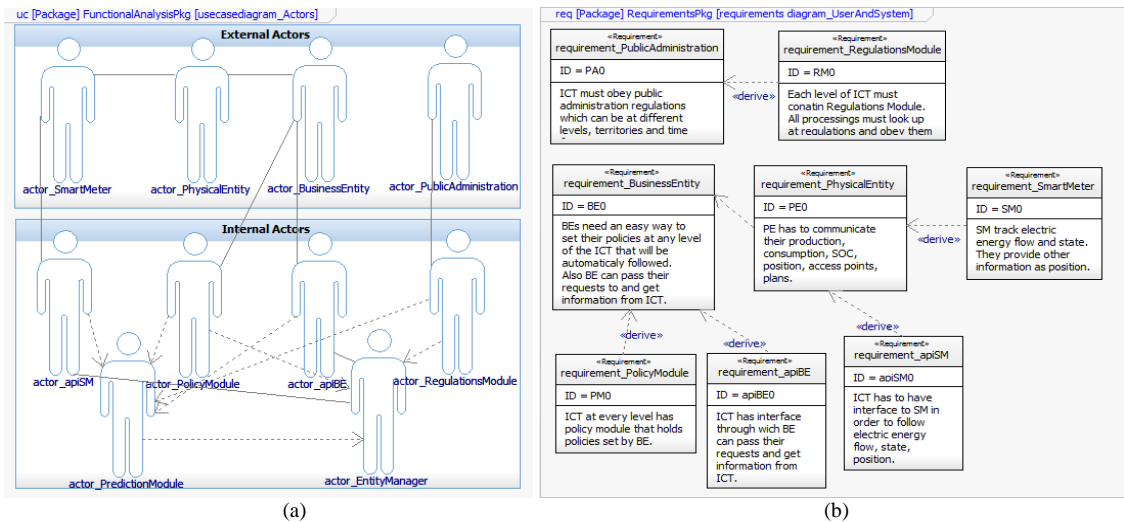 uc [Package] FunctionalAnalysisPkg [usecasediagram_Actors]
External Actors
actor_SmartMeter
actor_PhysicalEntity
actor_BusinessEntity
actor_PublicAdministration
Internal Actors
actor_apiSM
actor_PolicyModule
actor_apiBE
actor_RegulationsModule
actor_PredictionModule
actor_EntityManager
(a)
req [Package] RequirementsPkg [requirements diagram_UserAndSystem]
«Requirement»
requirement_PublicAdministration
ID = PA0
ICT must obey public
administration regulations
which can be at different
levels, territories and time
«derive»
«Requirement»
requirement_RegulationsModule
ID = RM0
Each level of ICT must
conatin Regulations Module.
All processings must look up
at regulations and obey them
«Requirement»
requirement_BusinessEntity
ID = BE0
BEs need an easy way to
set their policies at any level
of the ICT that will be
automaticaly followed.
Also BE can pass their
requests to and get
information from ICT.
«Requirement»
requirement_PhysicalEntity
ID = PE0
PE has to communicate
their production,
consumption, SOC,
position, access points,
plans.
«derive»
«Requirement»
requirement_SmartMeter
ID = SM0
SM track electric
energy flow and state.
They provide other
information as position.
«derive»
«derive»
«derive»
«Requirement»
requirement_PolicyModule
ID = PM0
ICT at every level has
policy module that holds
policies set by BE.
«Requirement»
requirement_apiBE
ID = apiBE0
ICT has interface
through wich BE
can pass their
requests and get
information from
ICT.
«Requirement»
requirement_apiSM
ID = apiSM0
ICT has to have
interface to SM in
order to follow
electric energy
flow, state,
position.
(b)